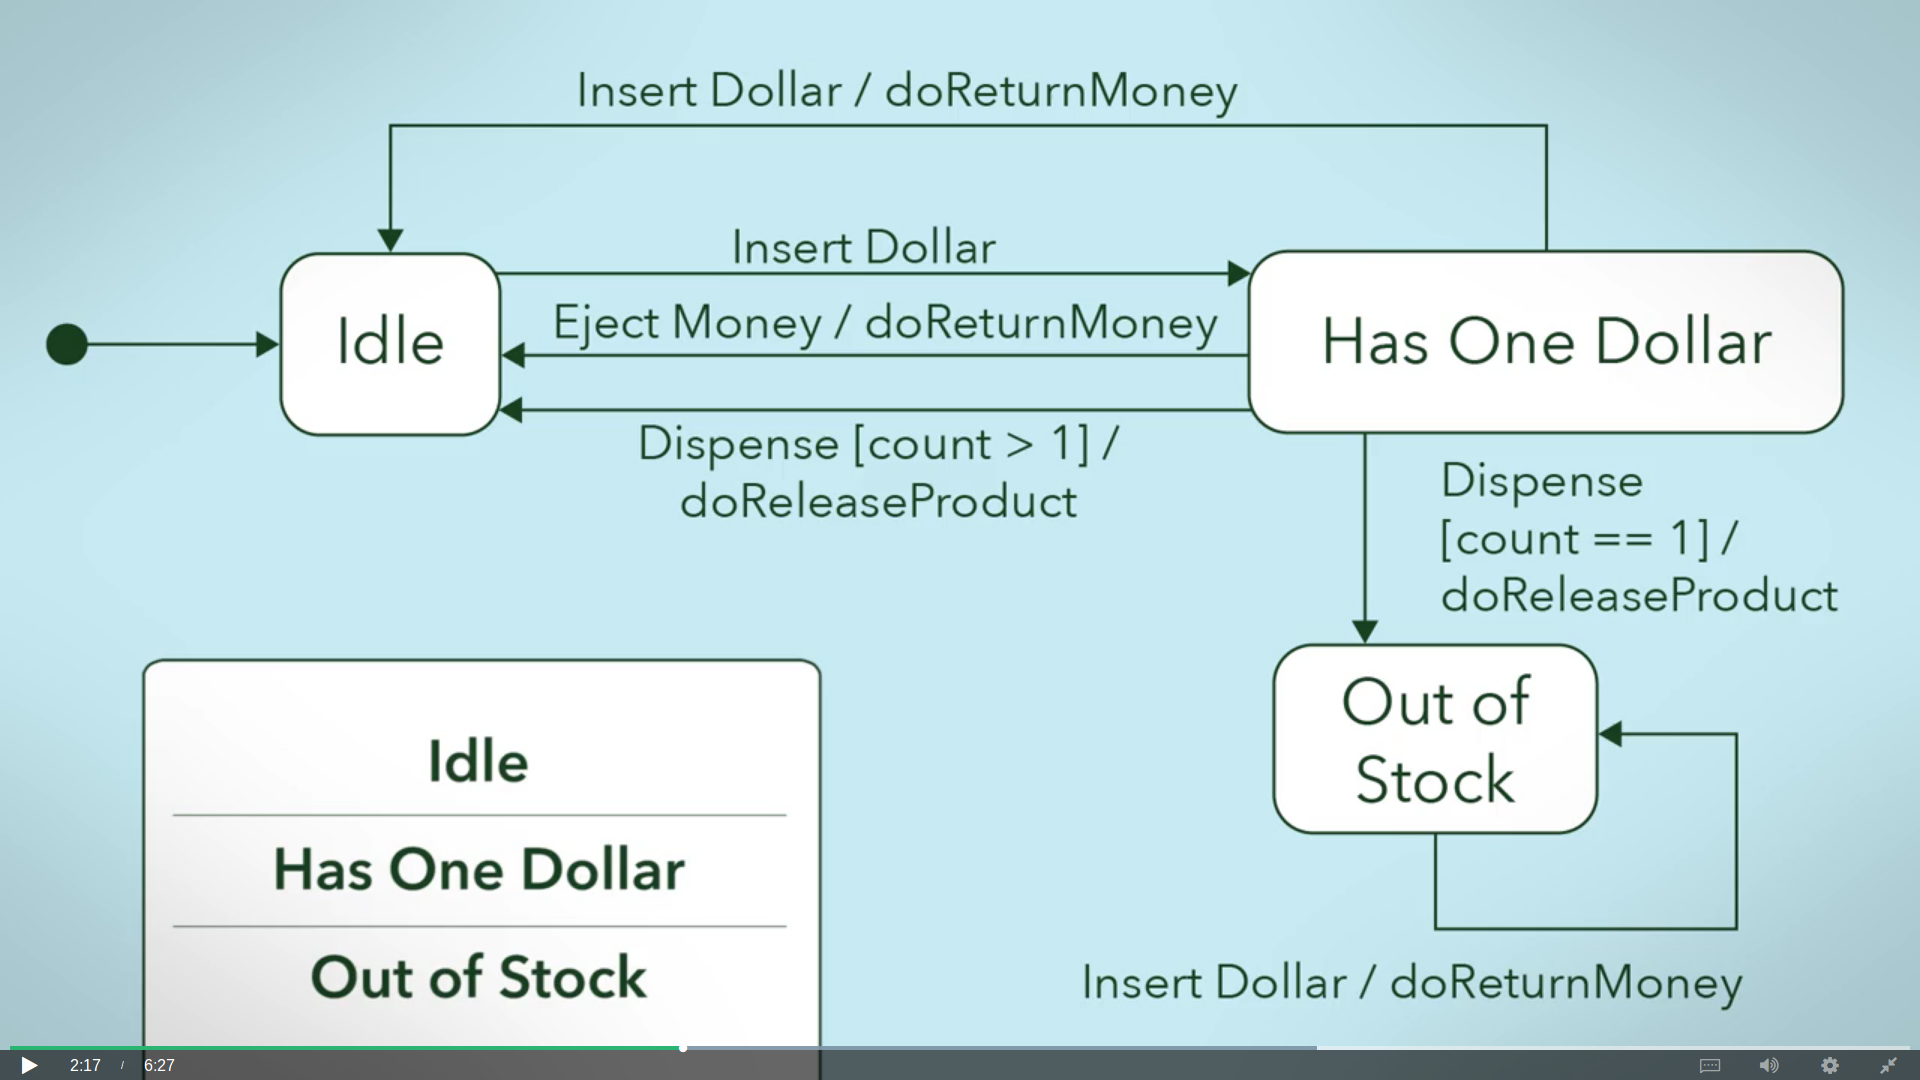 Insert Dollar / doReturnMoney
Insert Dollar
Eject Money / doReturnMoney
Idle
Has One Dollar
Dispense [count > 1] /
doReleaseProduct
Dispense
[count == 1] /
doReleaseProduct
Out of
Stock
Insert Dollar / doReturnMoney
Idle
Has One Dollar
Out of Stock
2:17 / 6:27